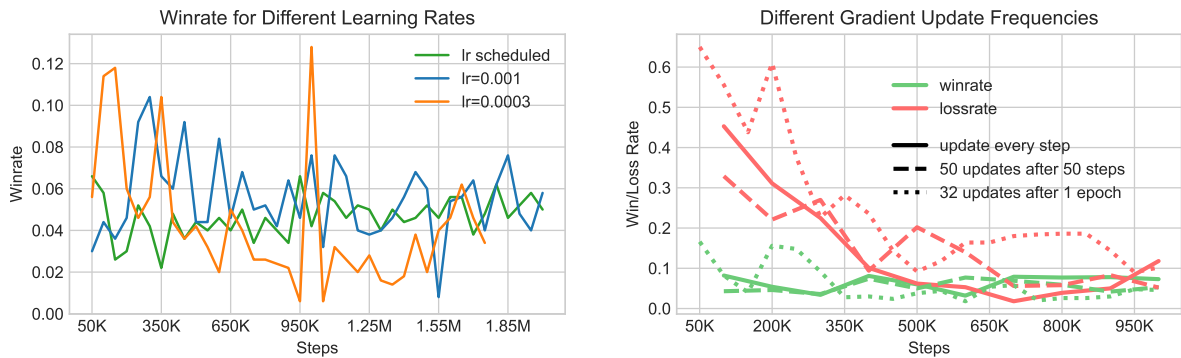 Winrate for Different Learning Rates
Winrate
0.12
0.10
0.08
0.06
0.04
0.02
0.00
lr scheduled
lr=0.001
lr=0.0003
50K 350K 650K 950K 1.25M 1.55M 1.85M
Steps
Different Gradient Update Frequencies
Win/Loss Rate
0.6
0.5
0.4
0.3
0.2
0.1
0.0
winrate
lossrate
update every step
50 updates after 50 steps
32 updates after 1 epoch
50K 200K 350K 500K 650K 800K 950K
Steps